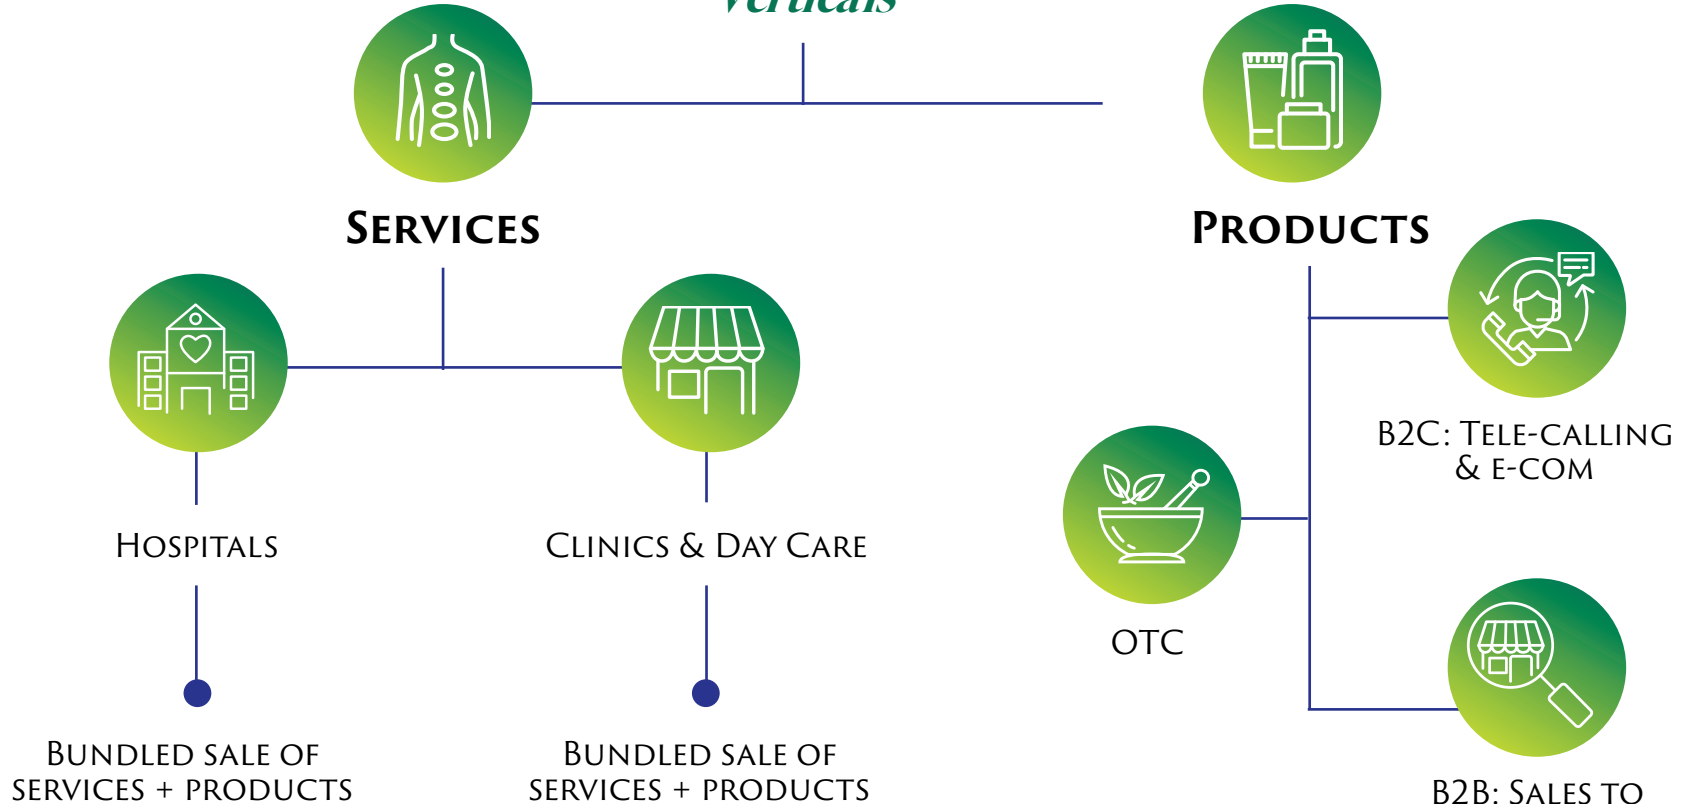 Verticals
SERVICES
PRODUCTS
B2C: TELE-CALLING
& E-COM
HOSPITALS
CLINICS & DAY CARE
OTC
BUNDLED SALE OF
SERVICES + PRODUCTS
BUNDLED SALE OF
SERVICES + PRODUCTS
B2B: SALES TO